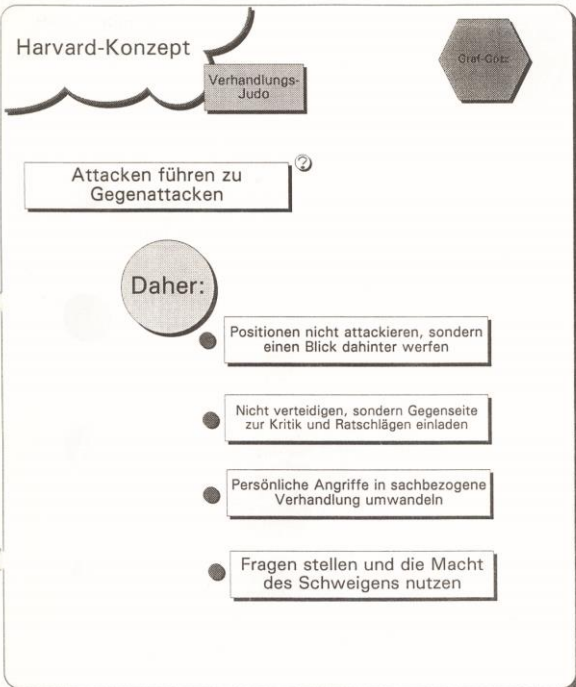 Harvard-Konzept
Verhandlungs-
Judo
Graf-Götz
Attacken führen zu
Gegenattacken
?
Daher:
Positionen nicht attackieren, sondern
einen Blick dahinter werfen
Nicht verteidigen, sondern Gegenseite
zur Kritik und Ratschlägen einladen
Persönliche Angriffe in sachbezogene
Verhandlung umwandeln
Fragen stellen und die Macht
des Schweigens nutzen